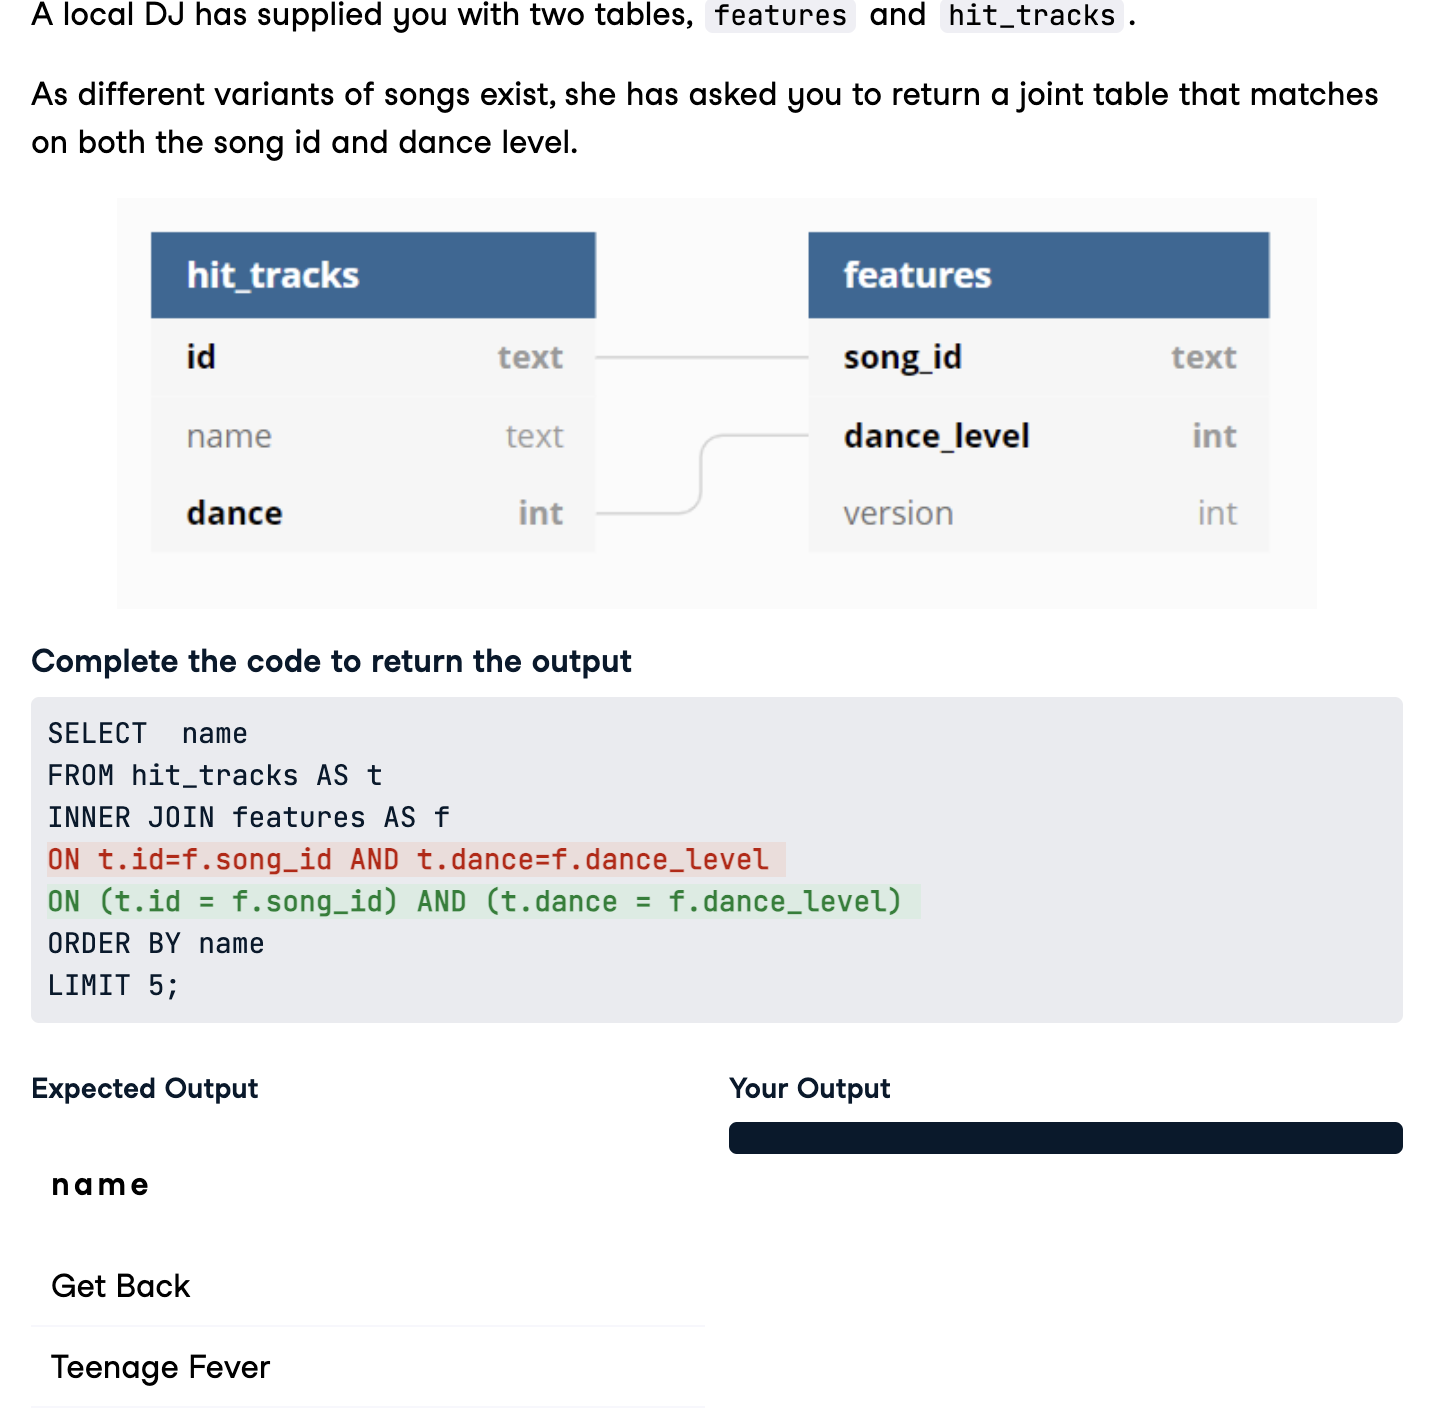 A local DJ has supplied you with two tables, features and hit_tracks.
As different variants of songs exist, she has asked you to return a joint table that matches
on both the song id and dance level.
hit_tracks features
id text song_id text
name text dance_level int
dance int version int
Complete the code to return the output
SELECT  name
FROM hit_tracks AS t
INNER JOIN features AS f
ON t.id=f.song_id AND t.dance=f.dance_level
ON (t.id = f.song_id) AND (t.dance = f.dance_level)
ORDER BY name
LIMIT 5;
Expected Output Your Output
name
Get Back
Teenage Fever